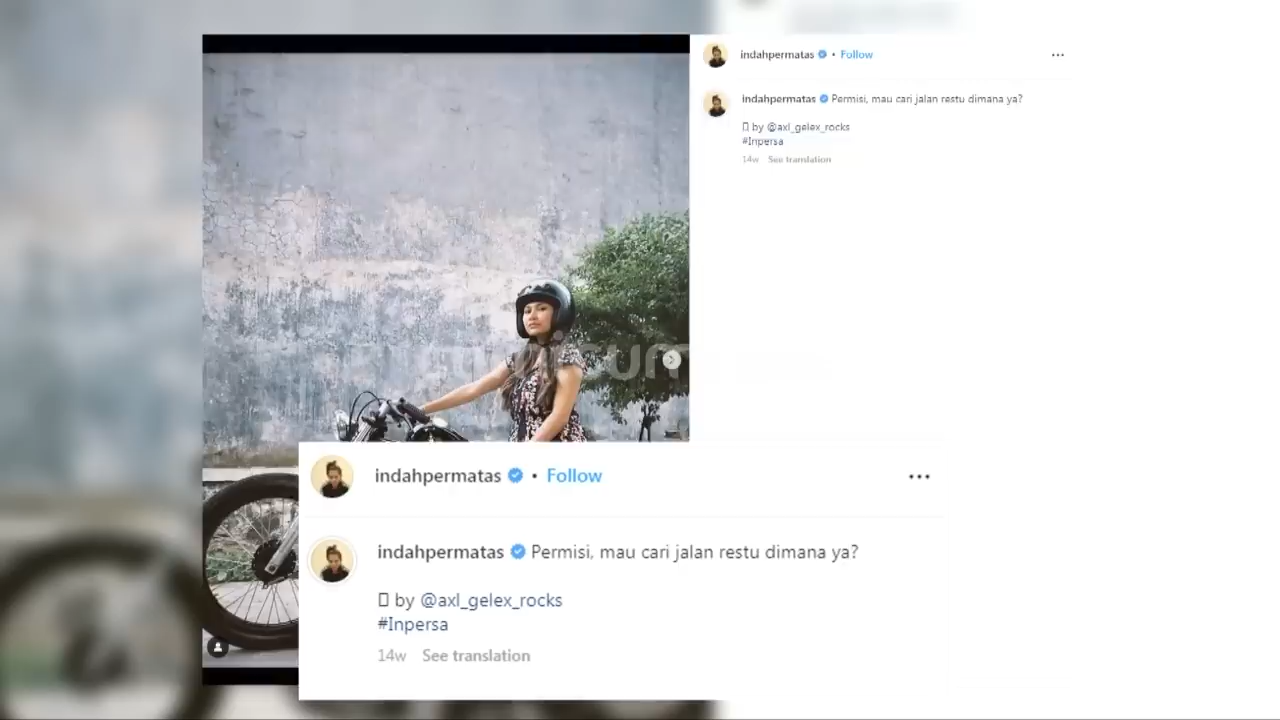 indahpermatas • Follow
indahpermatas Permisi, mau cari jalan restu dimana ya?
by @axl_gelex_rocks
#Inpersa
14w See translation
indahpermatas • Follow
indahpermatas Permisi, mau cari jalan restu dimana ya?
by @axl_gelex_rocks
#Inpersa
14w See translation